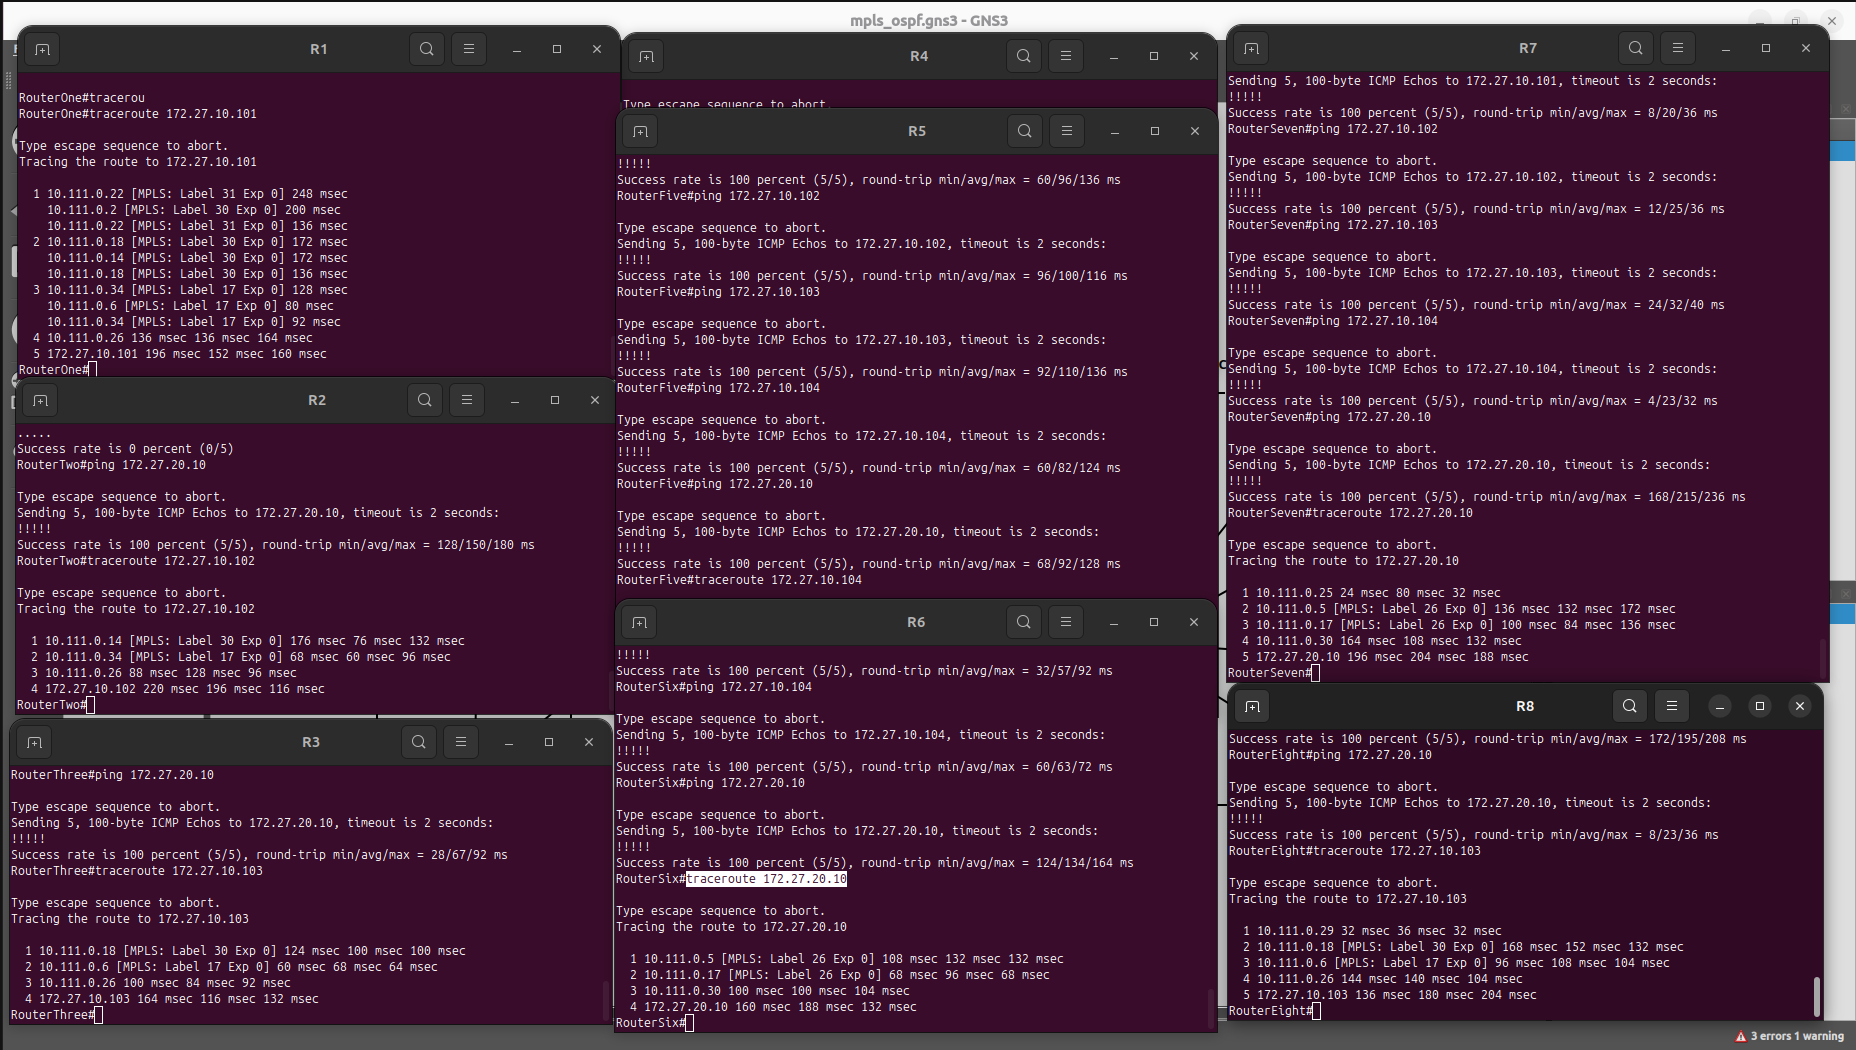 mpls_ospf.gns3 - GNS3
R1
RouterOne#tracerou
RouterOne#traceroute 172.27.10.101
Type escape sequence to abort.
Tracing the route to 172.27.10.101
1 10.111.0.22 [MPLS: Label 31 Exp 0] 248 msec
10.111.0.2 [MPLS: Label 30 Exp 0] 200 msec
10.111.0.22 [MPLS: Label 31 Exp 0] 136 msec
2 10.111.0.18 [MPLS: Label 30 Exp 0] 172 msec
10.111.0.14 [MPLS: Label 30 Exp 0] 172 msec
10.111.0.18 [MPLS: Label 30 Exp 0] 136 msec
3 10.111.0.34 [MPLS: Label 17 Exp 0] 128 msec
10.111.0.6 [MPLS: Label 17 Exp 0] 80 msec
10.111.0.34 [MPLS: Label 17 Exp 0] 92 msec
4 10.111.0.26 136 msec 136 msec 164 msec
5 172.27.10.101 196 msec 152 msec 160 msec
RouterOne#
R2
.....
Success rate is 0 percent (0/5)
RouterTwo#ping 172.27.20.10
Type escape sequence to abort.
Sending 5, 100-byte ICMP Echos to 172.27.20.10, timeout is 2 seconds:
!!!!!
Success rate is 100 percent (5/5), round-trip min/avg/max = 128/150/180 ms
RouterTwo#traceroute 172.27.10.102
Type escape sequence to abort.
Tracing the route to 172.27.10.102
1 10.111.0.14 [MPLS: Label 30 Exp 0] 176 msec 76 msec 132 msec
2 10.111.0.34 [MPLS: Label 17 Exp 0] 68 msec 60 msec 96 msec
3 10.111.0.26 88 msec 128 msec 96 msec
4 172.27.10.102 220 msec 196 msec 116 msec
RouterTwo#
R3
RouterThree#ping 172.27.20.10
Type escape sequence to abort.
Sending 5, 100-byte ICMP Echos to 172.27.20.10, timeout is 2 seconds:
!!!!!
Success rate is 100 percent (5/5), round-trip min/avg/max = 28/67/92 ms
RouterThree#traceroute 172.27.10.103
Type escape sequence to abort.
Tracing the route to 172.27.10.103
1 10.111.0.18 [MPLS: Label 30 Exp 0] 124 msec 100 msec 100 msec
2 10.111.0.6 [MPLS: Label 17 Exp 0] 60 msec 68 msec 64 msec
3 10.111.0.26 100 msec 84 msec 92 msec
4 172.27.10.103 164 msec 116 msec 132 msec
RouterThree#
R4
Type escape sequence to abort.
R5
!!!!!
Success rate is 100 percent (5/5), round-trip min/avg/max = 60/96/136 ms
RouterFive#ping 172.27.10.102
Type escape sequence to abort.
Sending 5, 100-byte ICMP Echos to 172.27.10.102, timeout is 2 seconds:
!!!!!
Success rate is 100 percent (5/5), round-trip min/avg/max = 96/100/116 ms
RouterFive#ping 172.27.10.103
Type escape sequence to abort.
Sending 5, 100-byte ICMP Echos to 172.27.10.103, timeout is 2 seconds:
!!!!!
Success rate is 100 percent (5/5), round-trip min/avg/max = 92/110/136 ms
RouterFive#ping 172.27.10.104
Type escape sequence to abort.
Sending 5, 100-byte ICMP Echos to 172.27.10.104, timeout is 2 seconds:
!!!!!
Success rate is 100 percent (5/5), round-trip min/avg/max = 60/82/124 ms
RouterFive#ping 172.27.20.10
Type escape sequence to abort.
Sending 5, 100-byte ICMP Echos to 172.27.20.10, timeout is 2 seconds:
!!!!!
Success rate is 100 percent (5/5), round-trip min/avg/max = 68/92/128 ms
RouterFive#traceroute 172.27.10.104
R6
!!!!!
Success rate is 100 percent (5/5), round-trip min/avg/max = 32/57/92 ms
RouterSix#ping 172.27.10.104
Type escape sequence to abort.
Sending 5, 100-byte ICMP Echos to 172.27.10.104, timeout is 2 seconds:
!!!!!
Success rate is 100 percent (5/5), round-trip min/avg/max = 60/63/72 ms
RouterSix#ping 172.27.20.10
Type escape sequence to abort.
Sending 5, 100-byte ICMP Echos to 172.27.20.10, timeout is 2 seconds:
!!!!!
Success rate is 100 percent (5/5), round-trip min/avg/max = 124/134/164 ms
RouterSix#traceroute 172.27.20.10
Type escape sequence to abort.
Tracing the route to 172.27.20.10
1 10.111.0.5 [MPLS: Label 26 Exp 0] 108 msec 132 msec 132 msec
2 10.111.0.17 [MPLS: Label 26 Exp 0] 68 msec 96 msec 68 msec
3 10.111.0.30 100 msec 100 msec 104 msec
4 172.27.20.10 160 msec 188 msec 132 msec
RouterSix#
R7
Sending 5, 100-byte ICMP Echos to 172.27.10.101, timeout is 2 seconds:
!!!!!
Success rate is 100 percent (5/5), round-trip min/avg/max = 8/20/36 ms
RouterSeven#ping 172.27.10.102
Type escape sequence to abort.
Sending 5, 100-byte ICMP Echos to 172.27.10.102, timeout is 2 seconds:
!!!!!
Success rate is 100 percent (5/5), round-trip min/avg/max = 12/25/36 ms
RouterSeven#ping 172.27.10.103
Type escape sequence to abort.
Sending 5, 100-byte ICMP Echos to 172.27.10.103, timeout is 2 seconds:
!!!!!
Success rate is 100 percent (5/5), round-trip min/avg/max = 24/32/40 ms
RouterSeven#ping 172.27.10.104
Type escape sequence to abort.
Sending 5, 100-byte ICMP Echos to 172.27.10.104, timeout is 2 seconds:
!!!!!
Success rate is 100 percent (5/5), round-trip min/avg/max = 4/23/32 ms
RouterSeven#ping 172.27.20.10
Type escape sequence to abort.
Sending 5, 100-byte ICMP Echos to 172.27.20.10, timeout is 2 seconds:
!!!!!
Success rate is 100 percent (5/5), round-trip min/avg/max = 168/215/236 ms
RouterSeven#traceroute 172.27.20.10
Type escape sequence to abort.
Tracing the route to 172.27.20.10
1 10.111.0.25 24 msec 80 msec 32 msec
2 10.111.0.5 [MPLS: Label 26 Exp 0] 136 msec 132 msec 172 msec
3 10.111.0.17 [MPLS: Label 26 Exp 0] 100 msec 84 msec 136 msec
4 10.111.0.30 164 msec 108 msec 132 msec
5 172.27.20.10 196 msec 204 msec 188 msec
RouterSeven#
R8
Success rate is 100 percent (5/5), round-trip min/avg/max = 172/195/208 ms
RouterEight#ping 172.27.20.10
Type escape sequence to abort.
Sending 5, 100-byte ICMP Echos to 172.27.20.10, timeout is 2 seconds:
!!!!!
Success rate is 100 percent (5/5), round-trip min/avg/max = 8/23/36 ms
RouterEight#traceroute 172.27.10.103
Type escape sequence to abort.
Tracing the route to 172.27.10.103
1 10.111.0.29 32 msec 36 msec 32 msec
2 10.111.0.18 [MPLS: Label 30 Exp 0] 168 msec 152 msec 132 msec
3 10.111.0.6 [MPLS: Label 17 Exp 0] 96 msec 108 msec 104 msec
4 10.111.0.26 144 msec 140 msec 104 msec
5 172.27.10.103 136 msec 180 msec 204 msec
RouterEight#
3 errors 1 warning